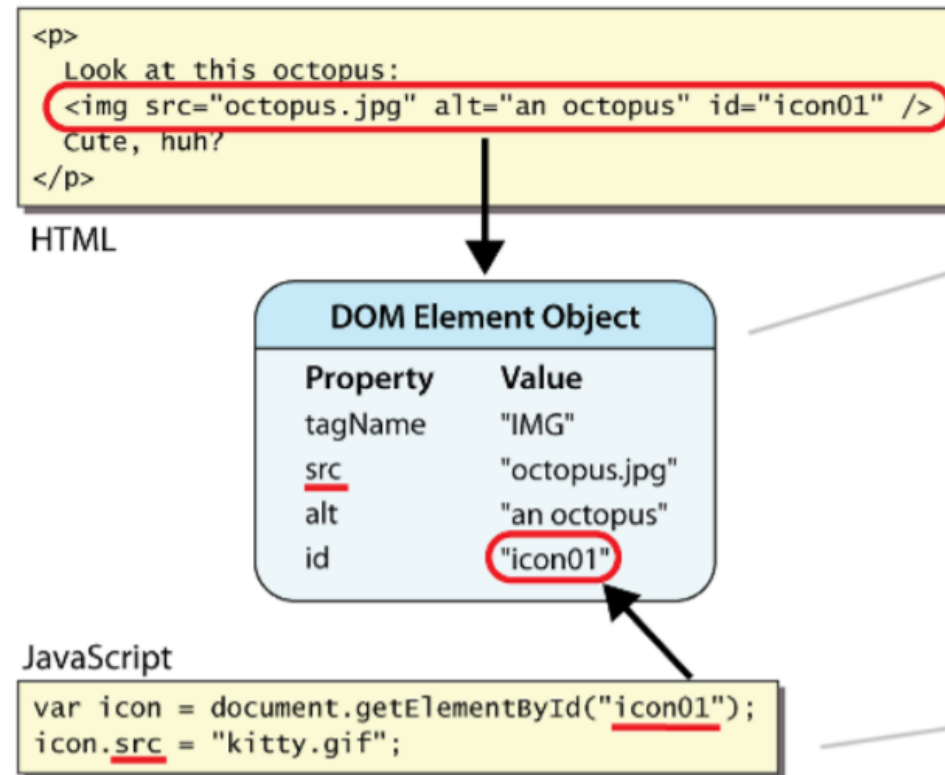 <p>
Look at this octopus:
<img src="octopus.jpg" alt="an octopus" id="icon01" />
Cute, huh?
</p>
HTML
DOM Element Object
Property Value
tagName "IMG"
src "octopus.jpg"
alt "an octopus"
id "icon01"
JavaScript
var icon = document.getElementById("icon01");
icon.src = "kitty.gif";